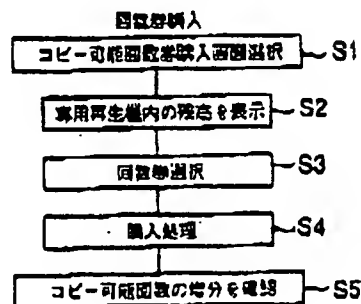 回数券購入
コピー可能回数券購入画面選択 S1
専用再生機内の残高を表示 S2
回数券選択 S3
購入処理 S4
コピー可能回数の増分を確認 S5